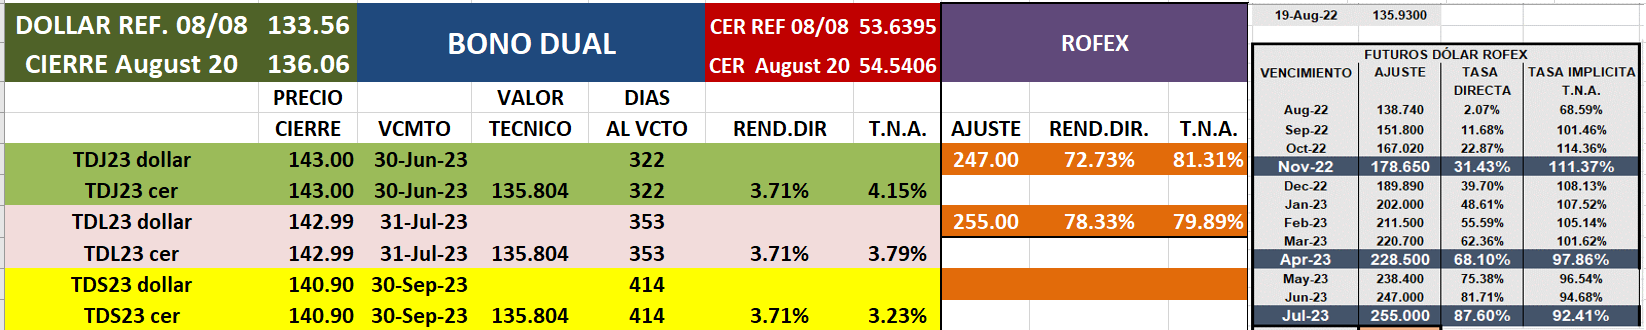 DOLLAR REF. 08/08 133.56 BONO DUAL CER REF 08/08 53.6395 ROFEX
CIERRE August 20 136.06 CER August 20 54.5406
PRECIO VALOR DIAS
CIERRE VCMTO TECNICO AL VCTO REND.DIR T.N.A. AJUSTE REND.DIR. T.N.A.
TDJ23 dollar 143.00 30-Jun-23 322 247.00 72.73% 81.31%
TDJ23 cer 143.00 30-Jun-23 135.804 322 3.71% 4.15%
TDL23 dollar 142.99 31-Jul-23 353 255.00 78.33% 79.89%
TDL23 cer 142.99 31-Jul-23 135.804 353 3.71% 3.79%
TDS23 dollar 140.90 30-Sep-23 414
TDS23 cer 140.90 30-Sep-23 135.804 414 3.71% 3.23%
19-Aug-22 135.9300
FUTUROS DÓLAR ROFEX
VENCIMIENTO AJUSTE TASA TASA IMPLICITA
DIRECTA T.N.A.
Aug-22 138.740 2.07% 68.59%
Sep-22 151.800 11.68% 101.46%
Oct-22 167.020 22.87% 114.36%
Nov-22 178.650 31.43% 111.37%
Dec-22 189.890 39.70% 108.13%
Jan-23 202.000 48.61% 107.52%
Feb-23 211.500 55.59% 105.14%
Mar-23 220.700 62.36% 101.62%
Apr-23 228.500 68.10% 97.86%
May-23 238.400 75.38% 96.54%
Jun-23 247.000 81.71% 94.68%
Jul-23 255.000 87.60% 92.41%